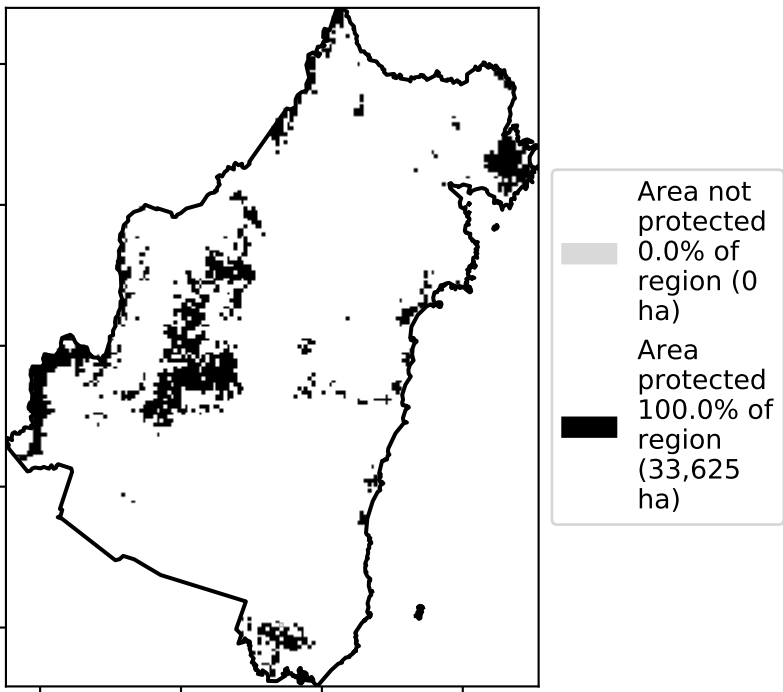 Area not
protected
0.0% of
region (0
ha)
Area
protected
100.0% of
region
(33,625
ha)